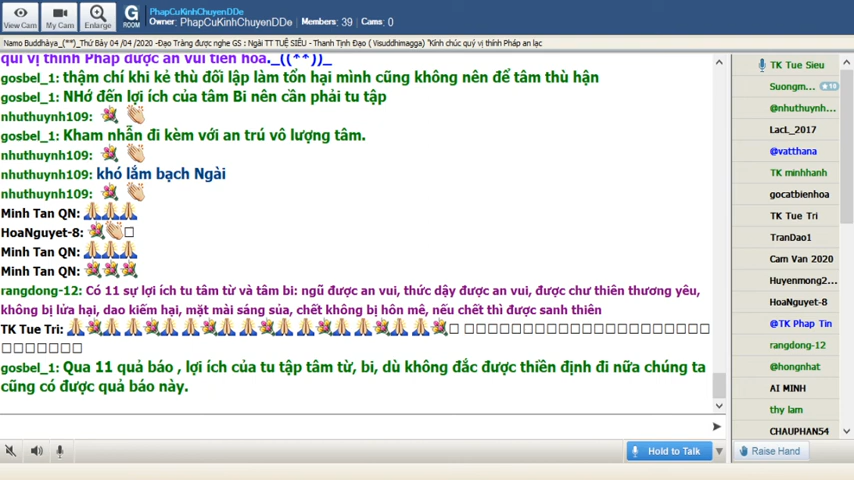 PhapCuKinhChuyenDDe
Owner: PhapCuKinhChuyenDDe Members: 39 Cams: 0
View Cam
My Cam
Enlarge
G
ROOM
Namo Buddhàya_(**)_Thứ Bảy 04 /04 /2020 -Đạo Tràng được nghe GS : Ngài TT TUỆ SIÊU - Thanh Tịnh Đạo ( Visuddhimagga) "Kính chúc quý vị thính Pháp an lạc
quí vị thính Pháp được an vui tiến hóa._((**))_
gosbel_1: thậm chí khi kẻ thù đối lập làm tổn hại mình cũng không nên để tâm thù hận
gosbel_1: NHớ đến lợi ích của tâm Bi nên cần phải tu tập
nhuthuynh109:
gosbel_1: Kham nhẫn đi kèm với an trú vô lượng tâm.
nhuthuynh109:
nhuthuynh109: khó lắm bạch Ngài
nhuthuynh109:
Minh Tan QN:
HoaNguyet-8:
Minh Tan QN:
Minh Tan QN:
rangdong-12: Có 11 sự lợi ích tu tâm từ và tâm bi: ngũ được an vui, thức dậy được an vui, được chư thiên thương yêu,
không bị lửa hại, dao kiếm hại, mặt mài sáng sủa, chết không bị hôn mê, nếu chết thì được sanh thiên
TK Tue Tri:
gosbel_1: Qua 11 quả báo , lợi ích của tu tập tâm từ, bi, dù không đắc được thiền định đi nữa chúng ta
cũng có được quả báo này.
Hold to Talk
Raise Hand
TK Tue Sieu
Suongm...
18
@nhuthuynh...
LacL_2017
@vatthana
TK minhhanh
gocatbienhoa
TK Tue Tri
TranDao1
Cam Van 2020
Huyenmong2...
HoaNguyet-8
@TK Phap Tin
rangdong-12
@hongnhat
AI MINH
thy lam
CHAUPHAN54